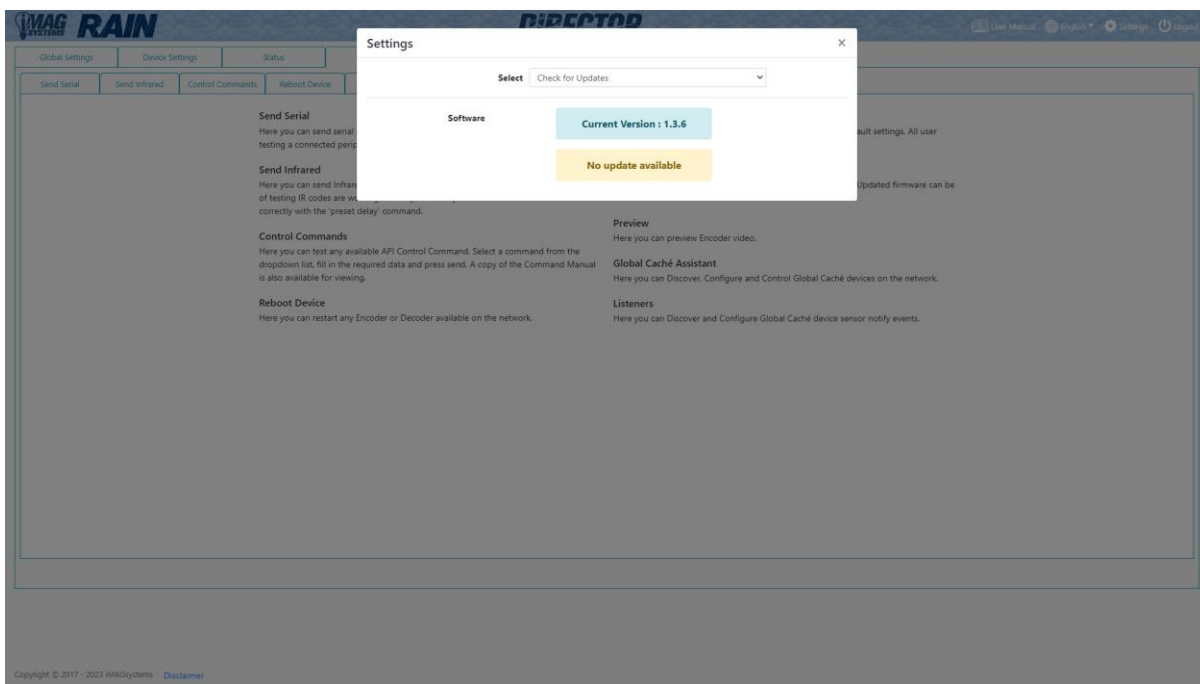 iMAG
SYSTEMS
RAIN
DIRECTOR
User Manual English Settings Logout
Global Settings Device Settings Status
Send Serial Send Infrared Control Commands Reboot Device
Settings ×
Select Check for Updates
Software Current Version : 1.3.6
No update available
Send Serial
Here you can send serial
testing a connected
Send Infrared
Here you can send
of testing IR codes are
correctly with the 'preset delay' command.
Control Commands
Here you can test any available API Control Command. Select a command from the
dropdown list, fill in the required data and press send. A copy of the Command Manual
is also available for viewing.
Reboot Device
Here you can restart any Encoder or Decoder available on the network.
settings. All user
Updated firmware can be
Preview
Here you can preview Encoder video.
Global Caché Assistant
Here you can Discover, Configure and Control Global Caché devices on the network.
Listeners
Here you can Discover and Configure Global Caché device sensor notify events.
Copyright © 2017 - 2023 iMAGsystems Disclaimer